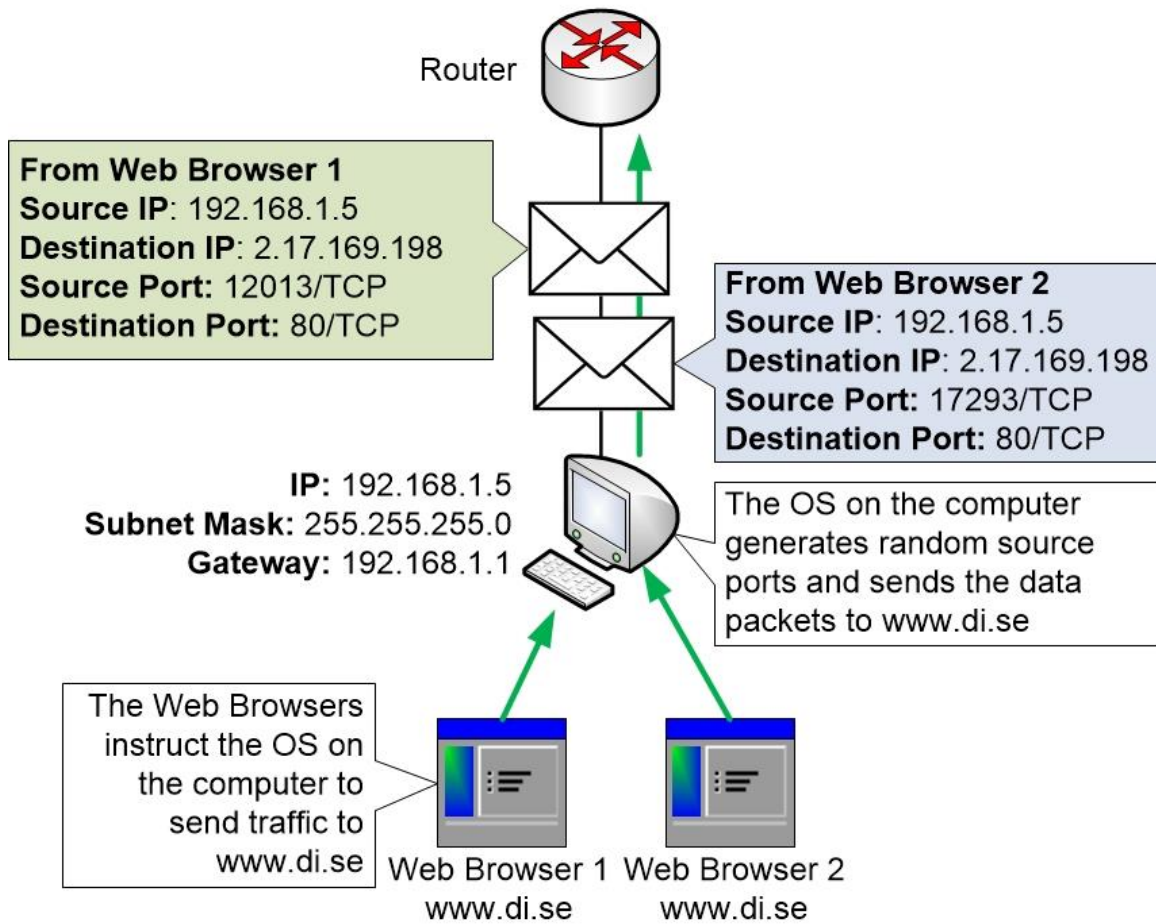 Router
From Web Browser 1
Source IP: 192.168.1.5
Destination IP: 2.17.169.198
Source Port: 12013/TCP
Destination Port: 80/TCP
From Web Browser 2
Source IP: 192.168.1.5
Destination IP: 2.17.169.198
Source Port: 17293/TCP
Destination Port: 80/TCP
IP: 192.168.1.5
Subnet Mask: 255.255.255.0
Gateway: 192.168.1.1
The OS on the computer
generates random source
ports and sends the data
packets to www.di.se
The Web Browsers
instruct the OS on
the computer to
send traffic to
www.di.se
Web Browser 1
www.di.se
Web Browser 2
www.di.se